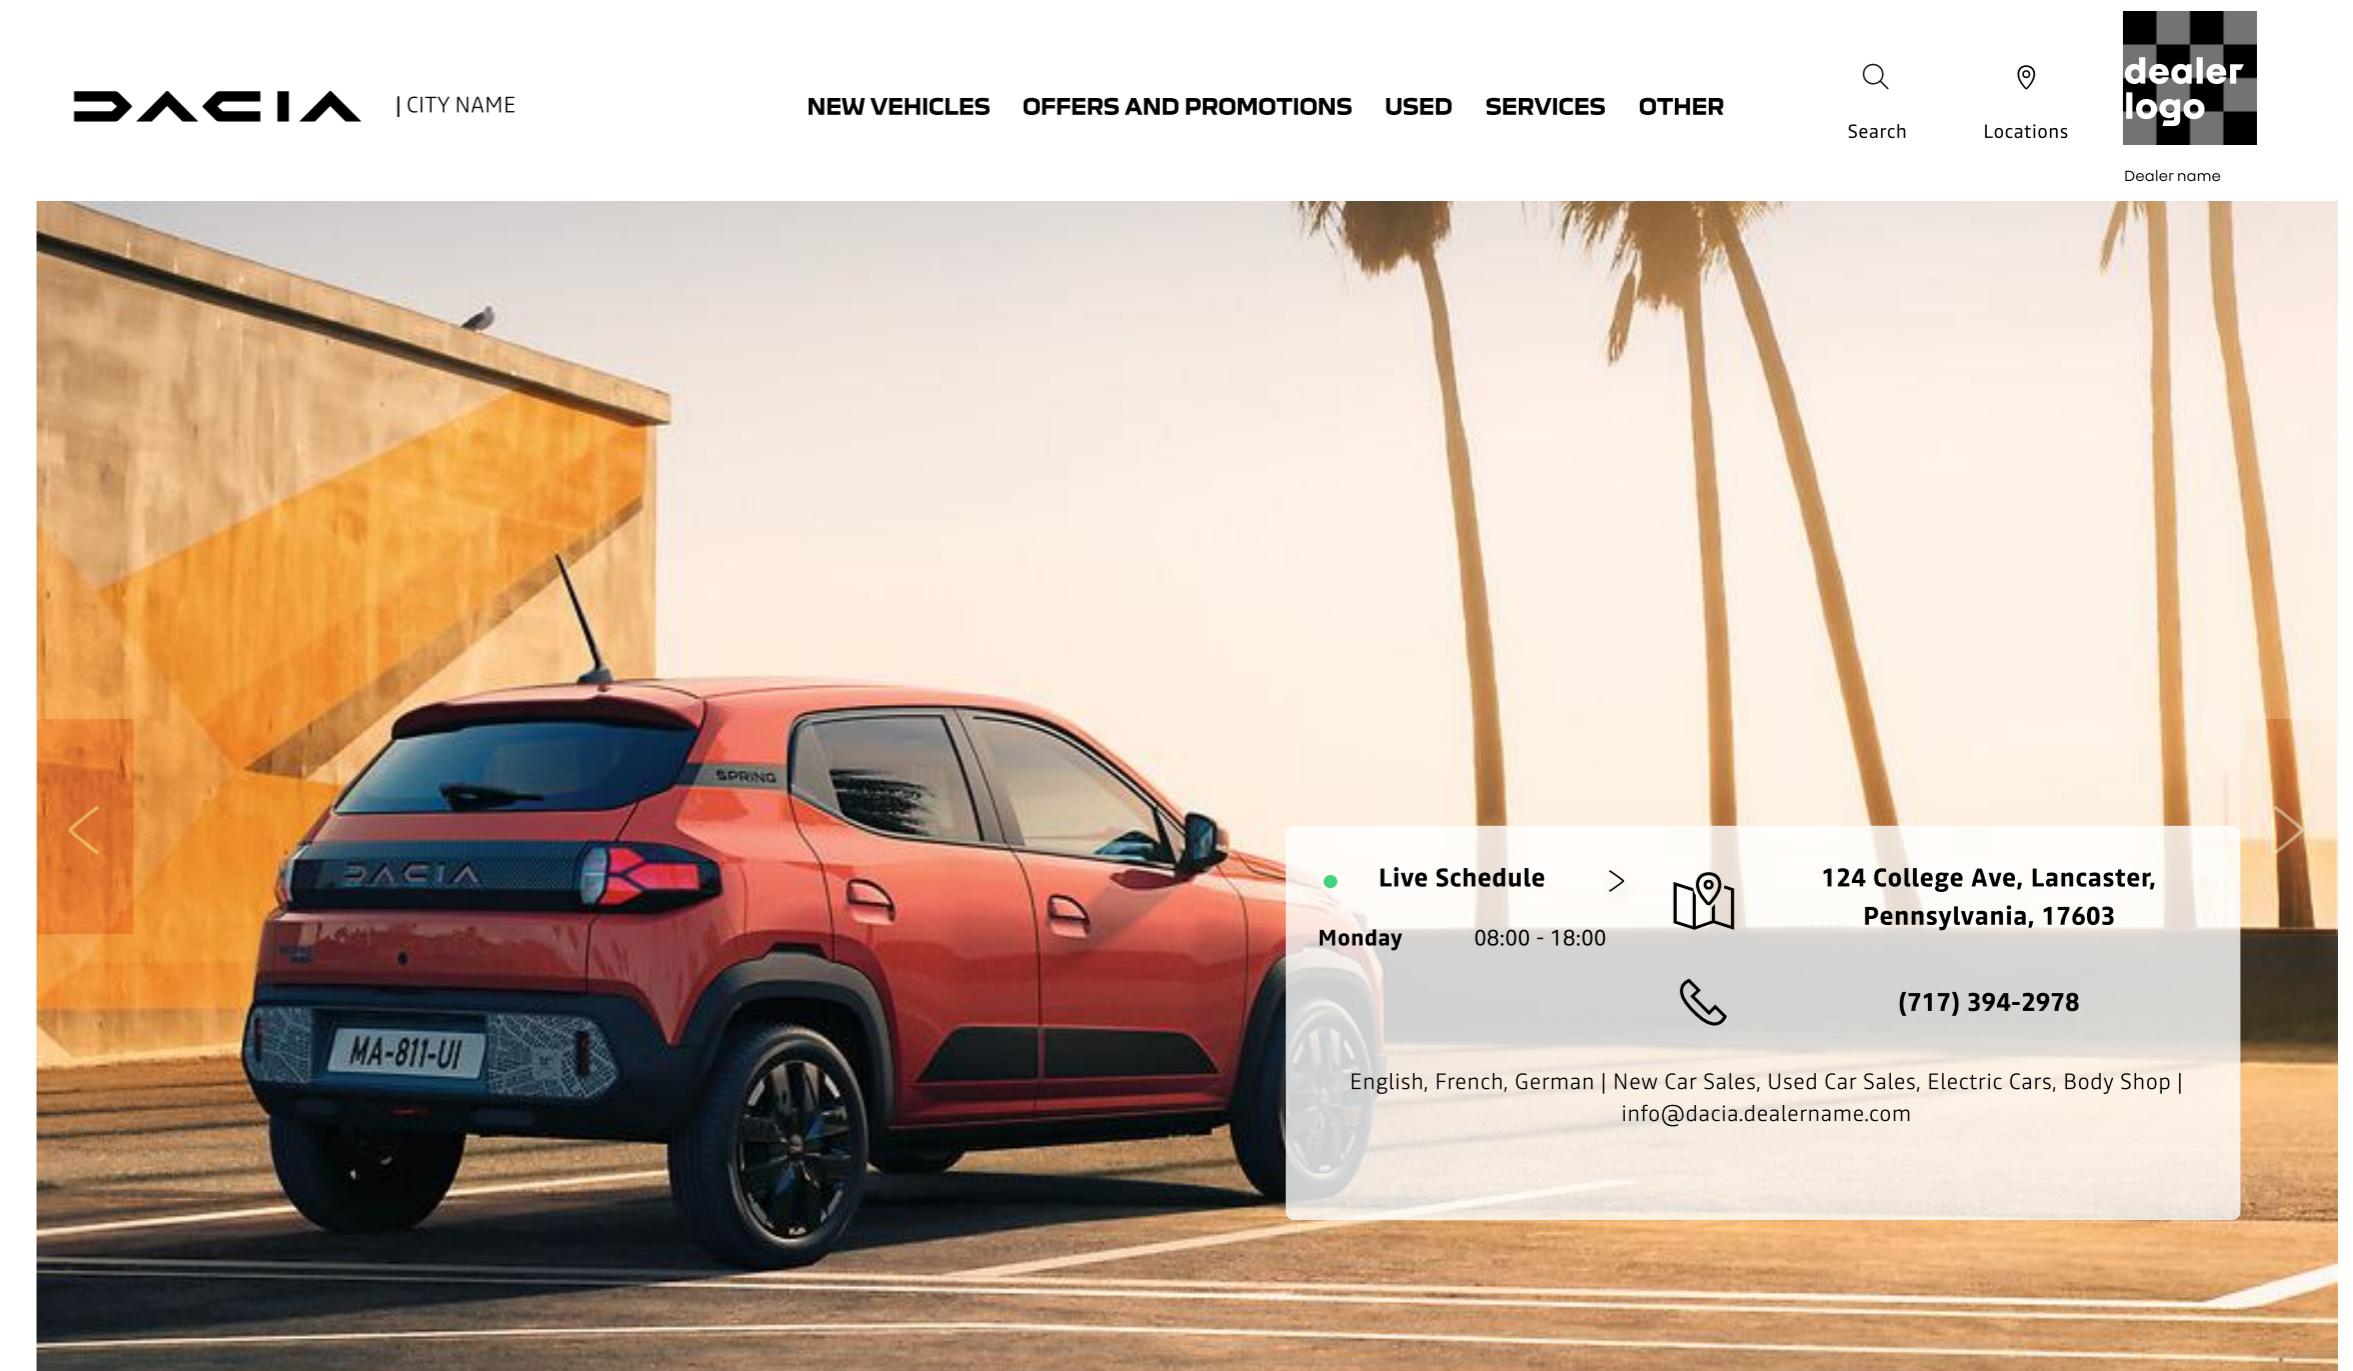 DACIA
| CITY NAME
NEW VEHICLES OFFERS AND PROMOTIONS USED SERVICES OTHER
Search
Locations
dealer
logo
Dealer name
SPRING
DACIA
MA-811-UI
Live Schedule
Monday 08:00 - 18:00
124 College Ave, Lancaster,
Pennsylvania, 17603
(717) 394-2978
English, French, German | New Car Sales, Used Car Sales, Electric Cars, Body Shop |
info@dacia.dealername.com